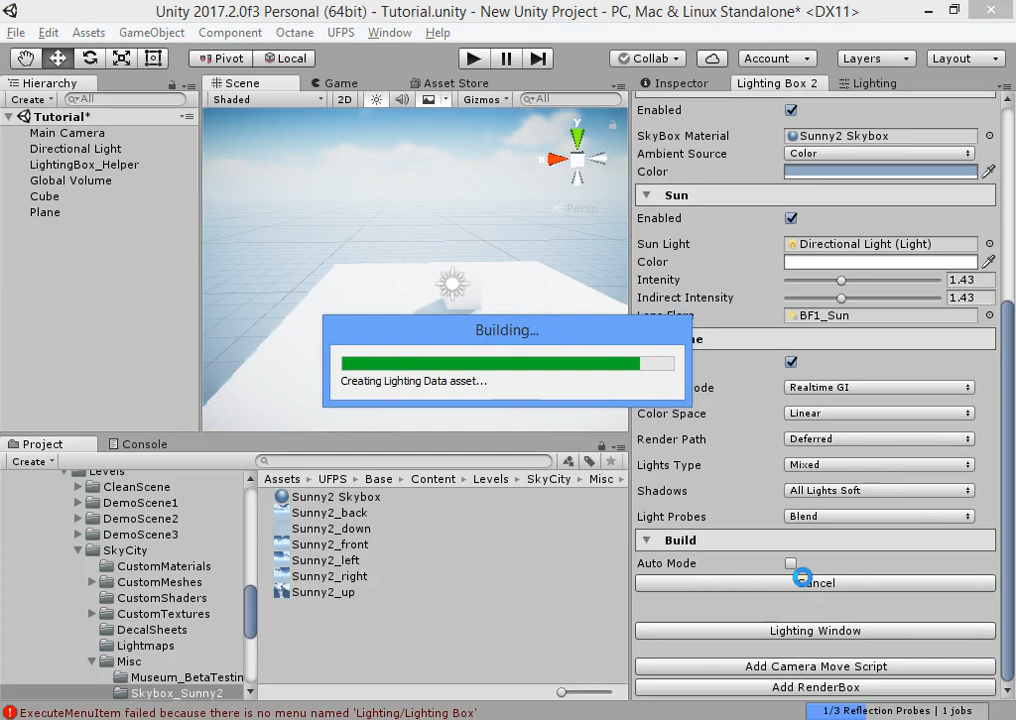 Unity 2017.2.0f3 Personal (64bit) - Tutorial.unity - New Unity Project - PC, Mac & Linux Standalone* <DX11>
File Edit Assets GameObject Component Octane UFPS Window Help
Pivot Local Collab Account Layers Layout
Hierarchy
Create All
Tutorial*
Main Camera
Directional Light
LightingBox_Helper
Global Volume
Cube
Plane
Scene Game Asset Store
Shaded 2D Gizmos All
y
x
Persp
Inspector Lighting Box 2 Lighting
Enabled
SkyBox Material Sunny2 Skybox
Ambient Source Color
Color
Sun
Enabled
Sun Light Directional Light (Light)
Color
Intenity 1.43
Indirect Intensity 1.43
BF1_Sun
Building...
Creating Lighting Data asset...
Realtime GI
Color Space Linear
Render Path Deferred
Lights Type Mixed
Shadows All Lights Soft
Light Probes Blend
Build
Auto Mode
Cancel
Lighting Window
Add Camera Move Script
Add RenderBox
Project Console
Create
Levels
CleanScene
DemoScene1
DemoScene2
DemoScene3
SkyCity
CustomMaterials
CustomMeshes
CustomShaders
CustomTextures
DecalSheets
Lightmaps
Misc
Museum_BetaTestin
Skybox_Sunny2
Assets UFPS Base Content Levels SkyCity Misc
Sunny2 Skybox
Sunny2_back
Sunny2_down
Sunny2_front
Sunny2_left
Sunny2_right
Sunny2_up
ExecuteMenuItem failed because there is no menu named 'Lighting/Lighting Box'
1/3 Reflection Probes | 1 jobs